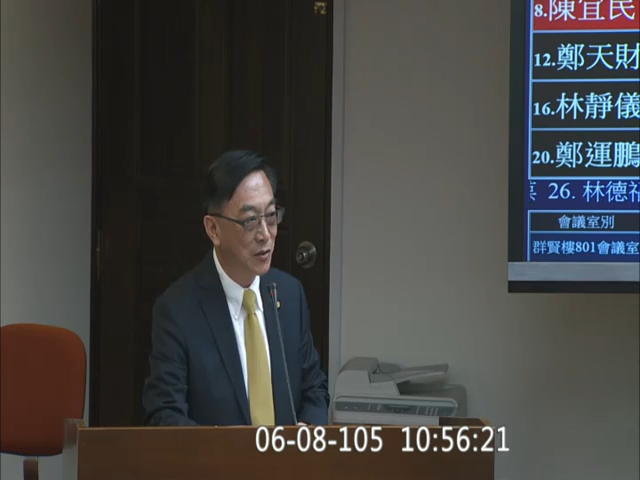 8.陳宜民
12.鄭天財
16.林靜儀
20.鄭運鵬
26. 林德福
會議室別
群賢樓801會議室
06-08-105 10:56:21